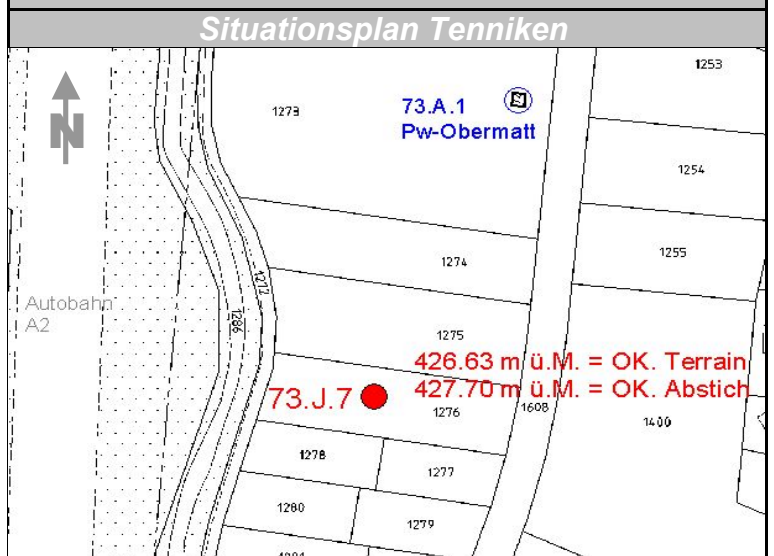 Situationsplan Tenniken
N
1253
1273
73.A.1
Pw-Obermatt
1254
1255
1274
1272
Autobahn
A2
1286
1275
426.63 m ü.M. = OK. Terrain
427.70 m ü.M. = OK. Abstich
73.J.7
1276
1608
1400
1278
1277
1280
1279